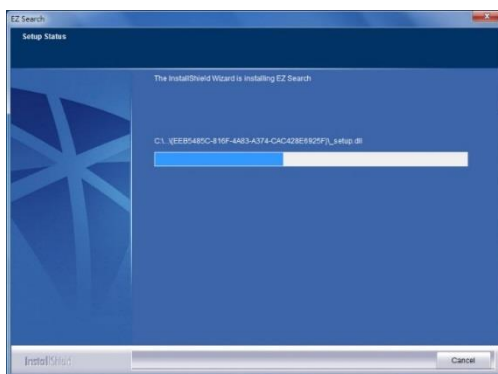 EZ Search
Setup Status
The InstallShield Wizard is installing EZ Search
C:\...\{EEB5485C-816F-4A83-A374-CAC428E6925F}\_setup.dll
InstallShield
Cancel